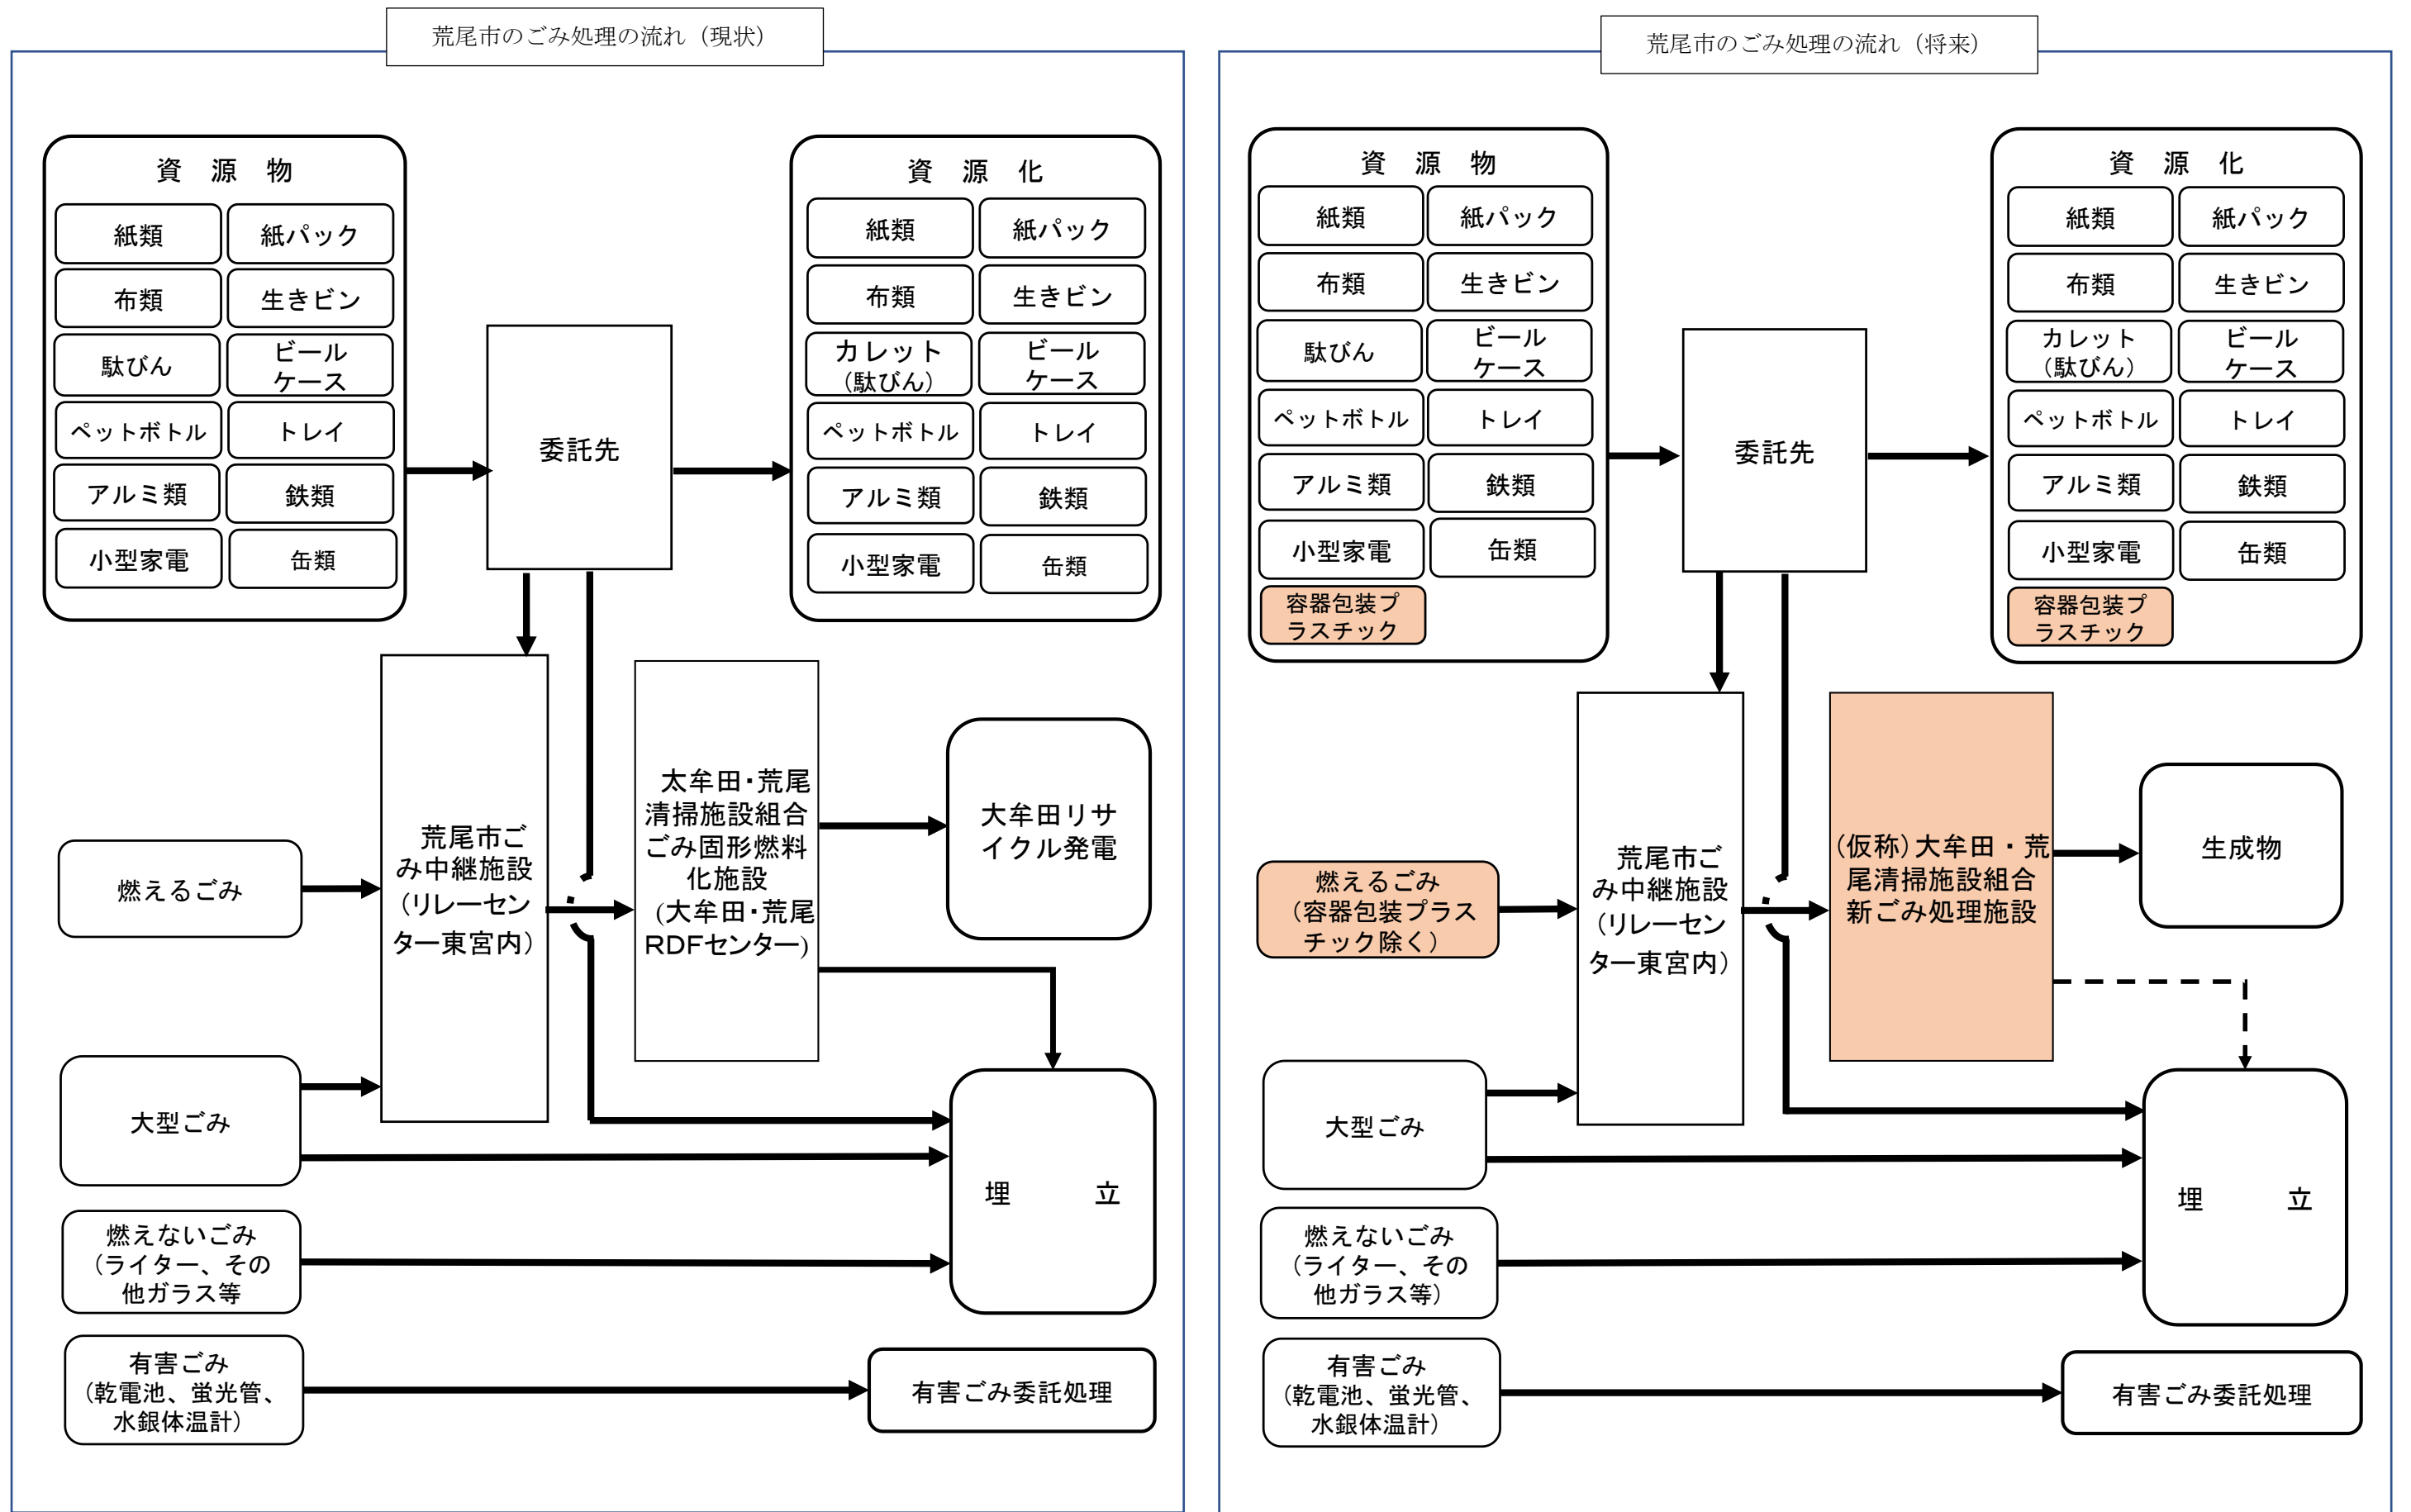 荒尾市のごみ処理の流れ（現状）
資　源　物
紙類
紙パック
布類
生きビン
駄びん
ビール
ケース
ペットボトル
トレイ
アルミ類
鉄類
小型家電
缶類
委託先
資　源　化
紙類
紙パック
布類
生きビン
カレット
（駄びん）
ビール
ケース
ペットボトル
トレイ
アルミ類
鉄類
小型家電
缶類
燃えるごみ
大型ごみ
燃えないごみ
（ライター、その
他ガラス等
有害ごみ
（乾電池、蛍光管、
水銀体温計）
荒尾市ご
み中継施設
（リレーセン
ター東宮内）
太牟田・荒尾
清掃施設組合
ごみ固形燃料
化施設
(大牟田・荒尾
RDFセンター)
大牟田リサ
イクル発電
埋　　　立
有害ごみ委託処理
荒尾市のごみ処理の流れ（将来）
資　源　物
紙類
紙パック
布類
生きビン
駄びん
ビール
ケース
ペットボトル
トレイ
アルミ類
鉄類
小型家電
缶類
容器包装プ
ラスチック
委託先
資　源　化
紙類
紙パック
布類
生きビン
カレット
（駄びん）
ビール
ケース
ペットボトル
トレイ
アルミ類
鉄類
小型家電
缶類
容器包装プ
ラスチック
燃えるごみ
（容器包装プラス
チック除く）
大型ごみ
燃えないごみ
（ライター、その
他ガラス等）
有害ごみ
（乾電池、蛍光管、
水銀体温計）
荒尾市ご
み中継施設
（リレーセン
ター東宮内）
（仮称）大牟田・荒
尾清掃施設組合
新ごみ処理施設
生成物
埋　　　立
有害ごみ委託処理